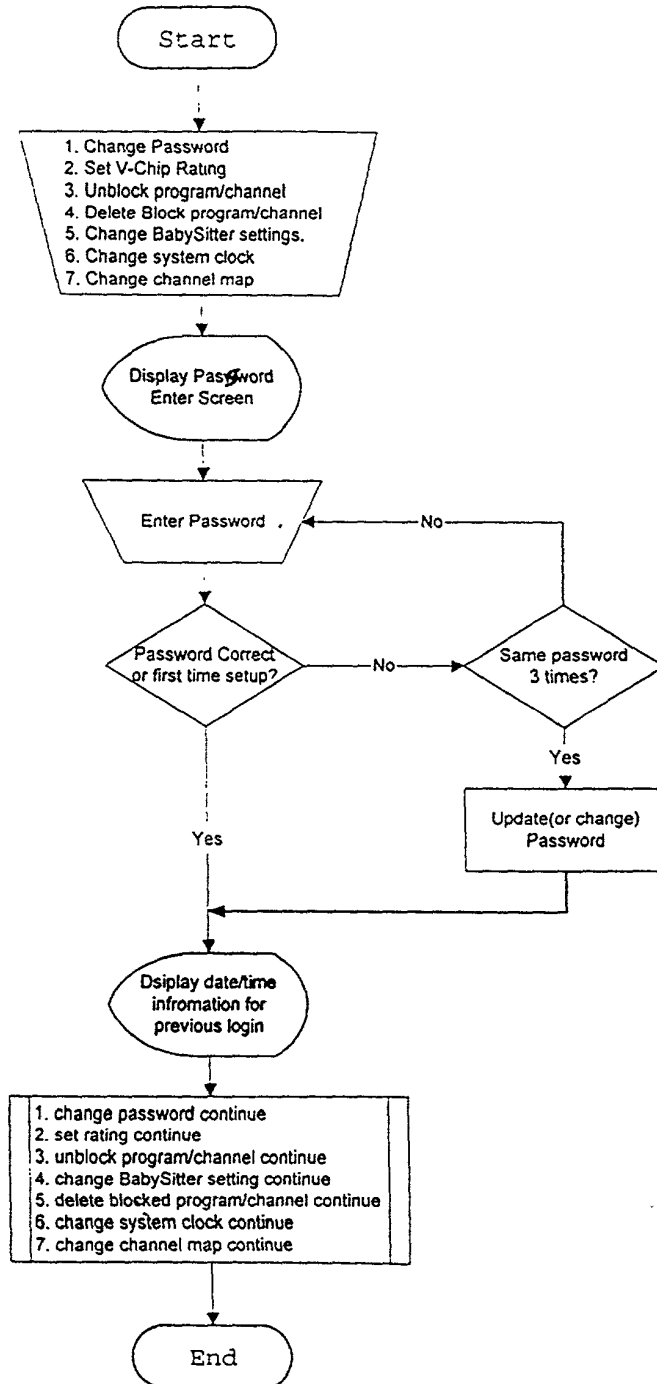 Start
1. Change Password
2. Set V-Chip Rating
3. Unblock program/channel
4. Delete Block program/channel
5. Change BabySitter settings.
6. Change system clock
7. Change channel map
Display Password
Enter Screen
Enter Password
No
Password Correct
or first time setup?
No
Same password
3 times?
Yes
Update(or change)
Password
Yes
Dsiplay date/time
infromation for
previous login
1. change password continue
2. set rating continue
3. unblock program/channel continue
4. change BabySitter setting continue
5. delete blocked program/channel continue
6. change system clock continue
7. change channel map continue
End